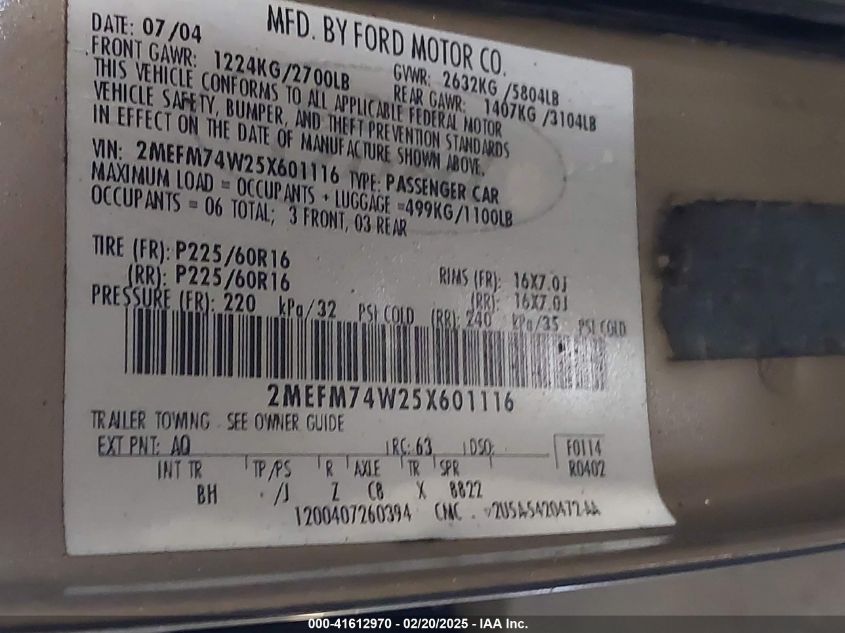 MFD. BY FORD MOTOR CO.
DATE: 07/04
FRONT GAWR: 1224KG/2700LB
GVWR: 2632KG /5804LB
REAR GAWR: 1407KG /3104LB
THIS VEHICLE CONFORMS TO ALL APPLICABLE FEDERAL MOTOR
VEHICLE SAFETY, BUMPER, AND THEFT PREVENTION STANDARDS
IN EFFECT ON THE DATE OF MANUFACTURE SHOWN ABOVE.
VIN: 2MEFM74W25X601116 TYPE: PASSENGER CAR
MAXIMUM LOAD = OCCUPANTS + LUGGAGE =499KG/1100LB
OCCUPANTS = 06 TOTAL; 3 FRONT, 03 REAR
TIRE (FR): P225/60R16 RIMS (FR): 16X7.0J
(RR): P225/60R16 (RR): 16X7.0J
PRESSURE (FR): 220 kPa/32 PSI COLD (RR): 240 kPa/35 PSI COLD
2MEFM74W25X601116
TRAILER TOWING - SEE OWNER GUIDE
EXT PNT: AQ RC: 63 DSO: F0114
INT TR TP/PS R AXLE TR SPR R0402
BH /J Z C8 X 8822
1200407260394 CMC 2U5A-5420472-AA
000-41612970 - 02/20/2025 - IAA Inc.